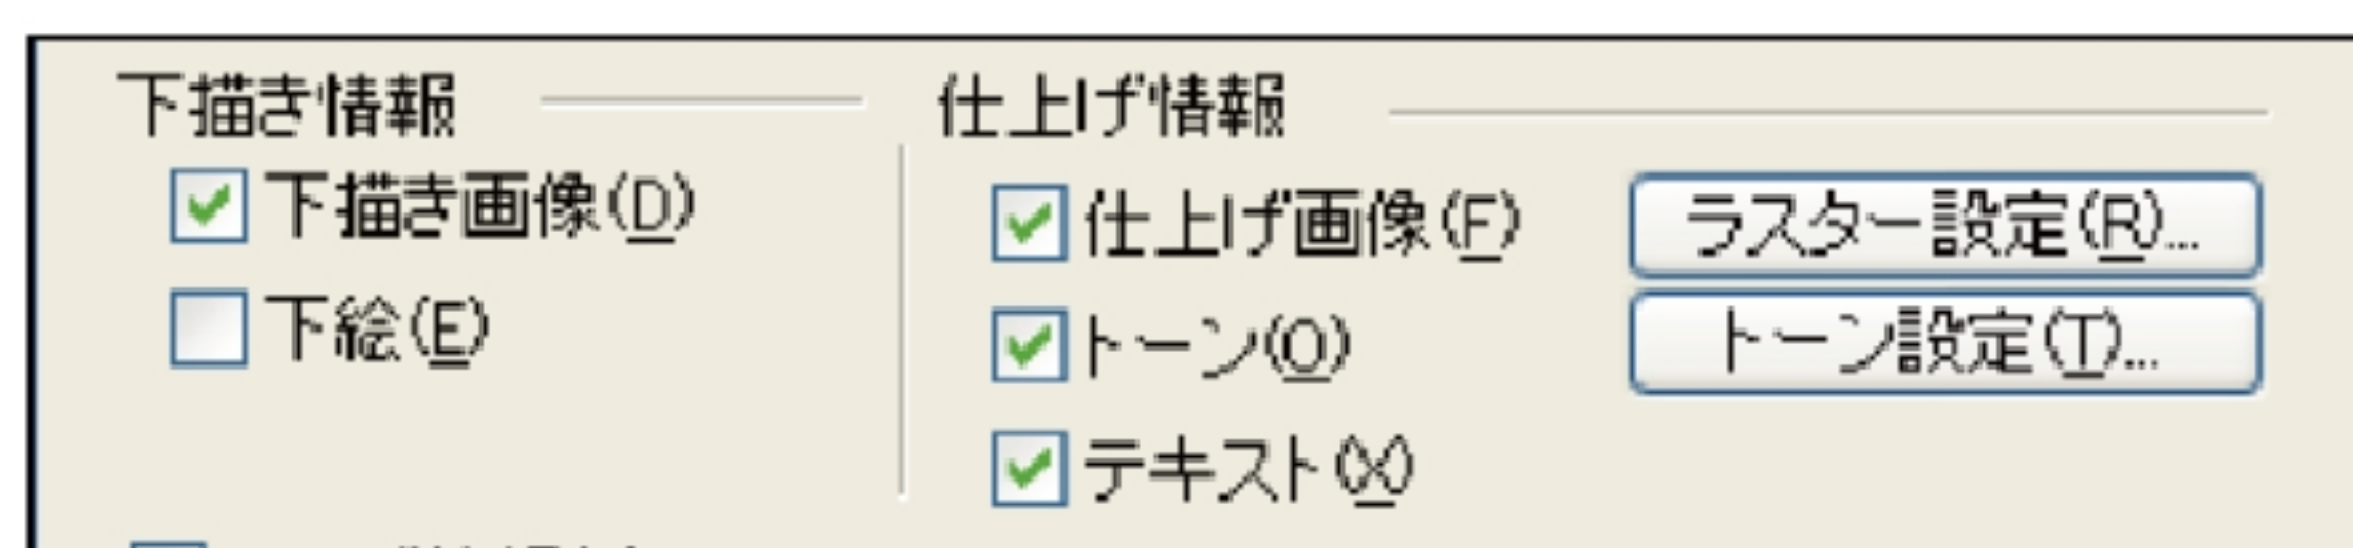 下描き情報
下描き画像(D)
下絵(E)
仕上げ情報
仕上げ画像(F)
ラスター設定(R)...
トーン(O)
トーン設定(T)...
テキスト(X)